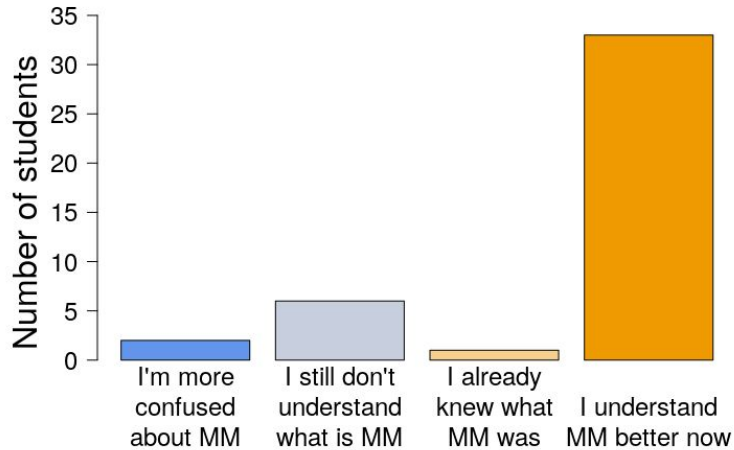 Number of students
35
30
25
20
15
10
5
0
I'm more
confused
about MM
I still don't
understand
what is MM
I already
knew what
MM was
I understand
MM better now